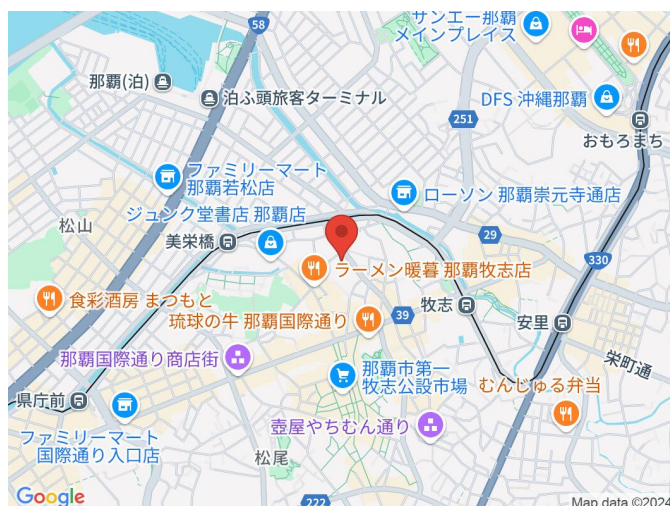 サンエー那覇
メインプレイス
58
那覇(泊)
泊ふ頭旅客ターミナル
DFS 沖縄那覇
251
おもろまち
ファミリーマート
那覇若松店
ローソン 那覇崇元寺通店
松山
ジュンク堂書店 那覇店
美栄橋
29
330
ラーメン暖暮 那覇牧志店
食彩酒房 まつもと
琉球の牛 那覇国際通り
39
牧志
安里
那覇国際通り商店街
栄町通
那覇市第一
牧志公設市場
むんじゅる弁当
県庁前
壺屋やちむん通り
ファミリーマート
国際通り入口店
松尾
222
Google
Map data ©2024